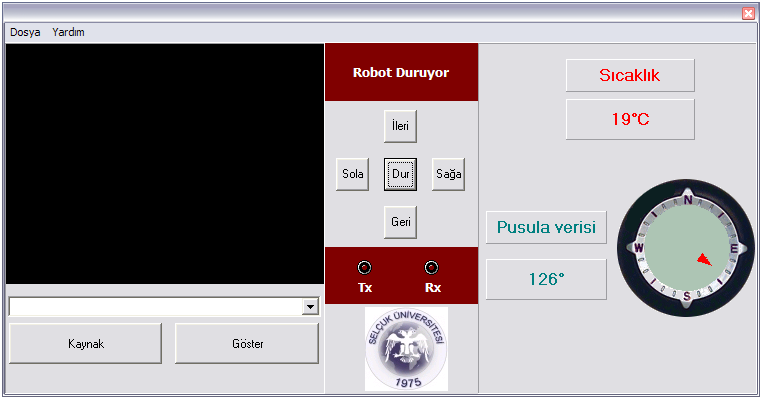 Dosya Yardım
Robot Duruyor
İleri
Sola Dur Sağa
Geri
Tx Rx
Kaynak Göster
SELÇUK ÜNİVERSİTESİ
1975
Sıcaklık
19°C
Pusula verisi
126°
N
W E
S